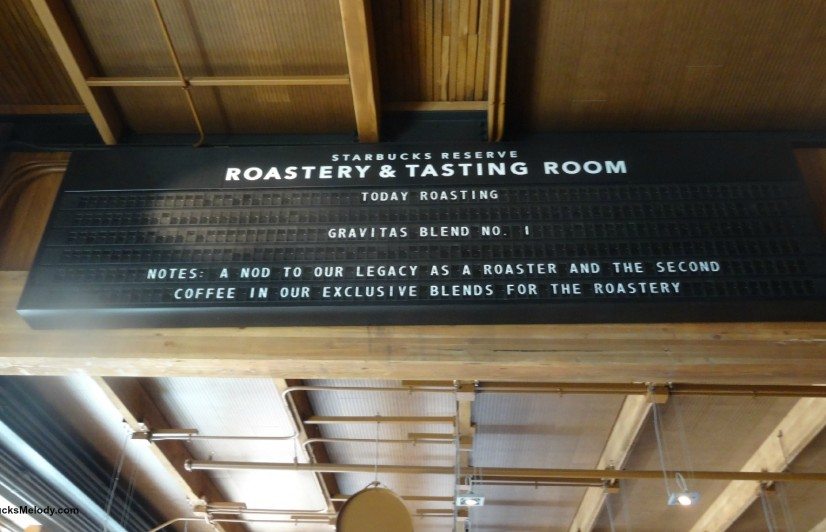 STARBUCKS RESERVE
ROASTERY & TASTING ROOM
TODAY ROASTING
GRAVITAS BLEND NO. 1
NOTES: A NOD TO OUR LEGACY AS A ROASTER AND THE SECOND
COFFEE IN OUR EXCLUSIVE BLENDS FOR THE ROASTERY
ucksMelody.com